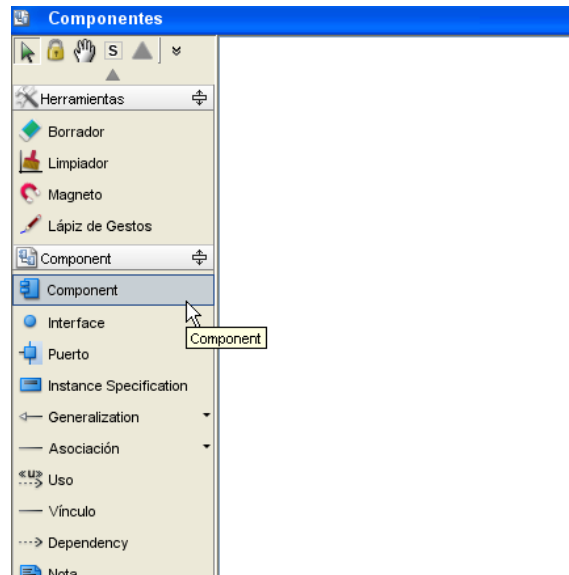 Componentes
S
Herramientas
Borrador
Limpiador
Magneto
Lápiz de Gestos
Component
Component
Interface
Component
Puerto
Instance Specification
Generalization
Asociación
«U» Uso
Vínculo
Dependency
Nota